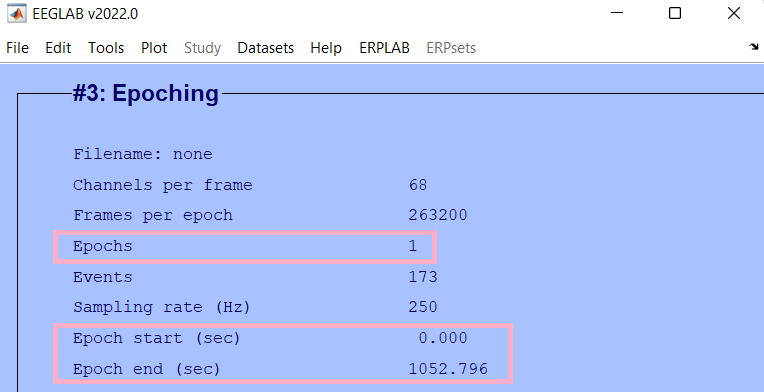 EEGLAB v2022.0
File Edit Tools Plot Study Datasets Help ERPLAB ERPsets
#3: Epoching
Filename: none
Channels per frame 68
Frames per epoch 263200
Epochs 1
Events 173
Sampling rate (Hz) 250
Epoch start (sec) 0.000
Epoch end (sec) 1052.796